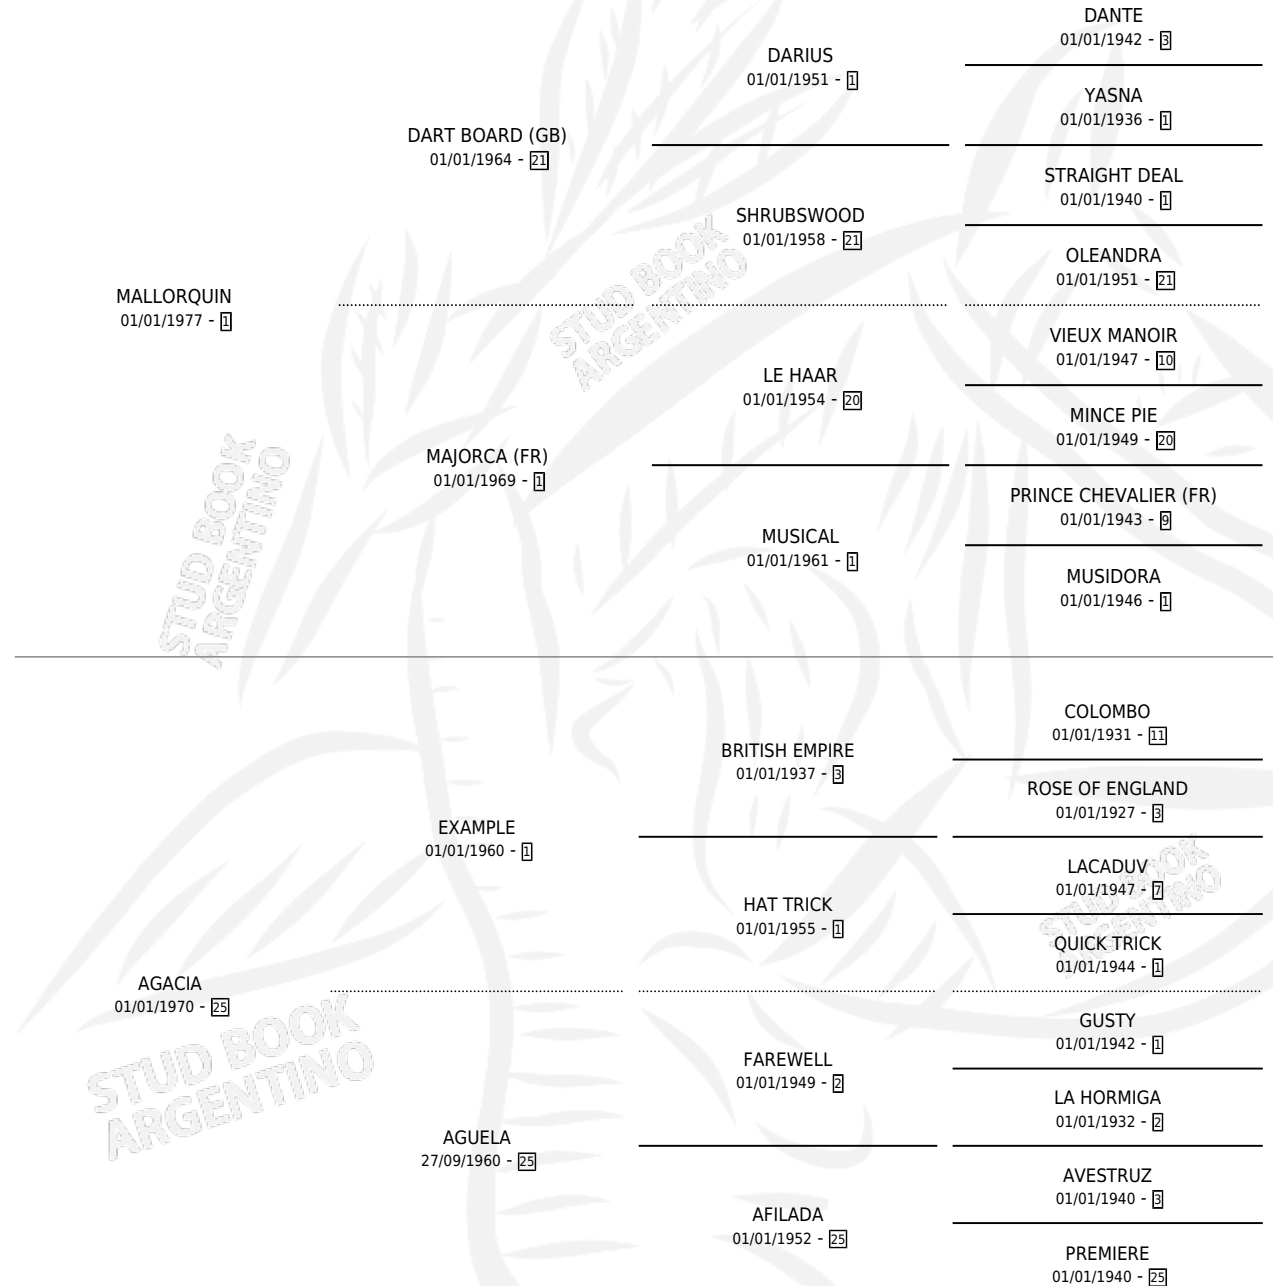 DANTE
01/01/1942 - 3
DARIUS
01/01/1951 - 1
YASNA
01/01/1936 - 1
DART BOARD (GB)
01/01/1964 - 21
STRAIGHT DEAL
01/01/1940 - 1
SHRUBSWOOD
01/01/1958 - 21
OLEANDRA
01/01/1951 - 21
MALLORQUIN
01/01/1977 - 1
STUD BOOK
ARGENTINO
VIEUX MANOIR
01/01/1947 - 10
LE HAAR
01/01/1954 - 20
MINCE PIE
01/01/1949 - 20
MAJORCA (FR)
01/01/1969 - 1
PRINCE CHEVALIER (FR)
01/01/1943 - 9
MUSICAL
01/01/1961 - 1
MUSIDORA
01/01/1946 - 1
STUD BOOK
ARGENTINO
COLOMBO
01/01/1931 - 11
BRITISH EMPIRE
01/01/1937 - 3
ROSE OF ENGLAND
01/01/1927 - 3
EXAMPLE
01/01/1960 - 1
LACADUV
01/01/1947 - 7
HAT TRICK
01/01/1955 - 1
STUD BOOK
ARGENTINO
QUICK TRICK
01/01/1944 - 1
AGACIA
01/01/1970 - 25
GUSTY
01/01/1942 - 1
FAREWELL
01/01/1949 - 2
STUD BOOK
ARGENTINO
LA HORMIGA
01/01/1932 - 2
AGUELA
27/09/1960 - 25
AVESTRUZ
01/01/1940 - 3
AFILADA
01/01/1952 - 25
PREMIERE
01/01/1940 - 25